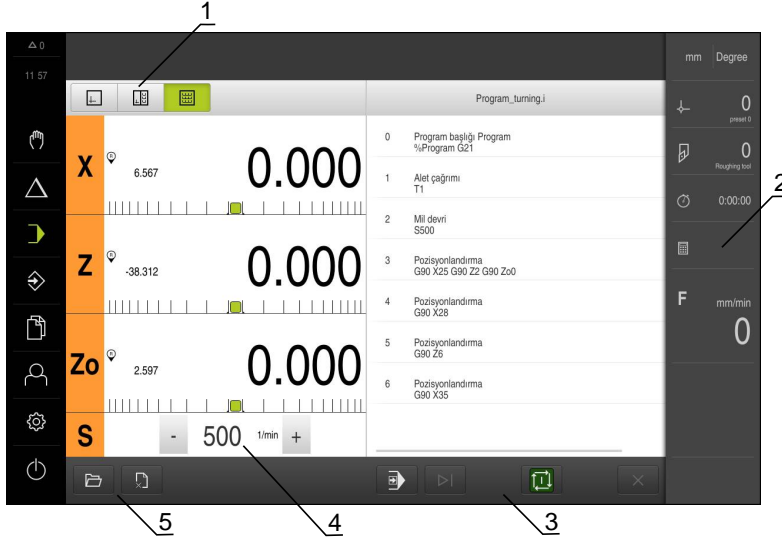 1
△ 0
11 57
mm Degree
Program_turning.i
0
preset 0
X
R
6.567
0.000
0 Program başlığı Program
%Program G21
1 Alet çağrımı
T1
0
Roughing tool
2
0:00:00
2 Mil devri
S500
Z
R
-38.312
0.000
3 Pozisyonlandırma
G90 X25 G90 Z2 G90 Zo0
4 Pozisyonlandırma
G90 X28
F mm/min
0
Zo
R
2.597
0.000
5 Pozisyonlandırma
G90 Z6
6 Pozisyonlandırma
G90 X35
S - 500 1/min +
5
4
3